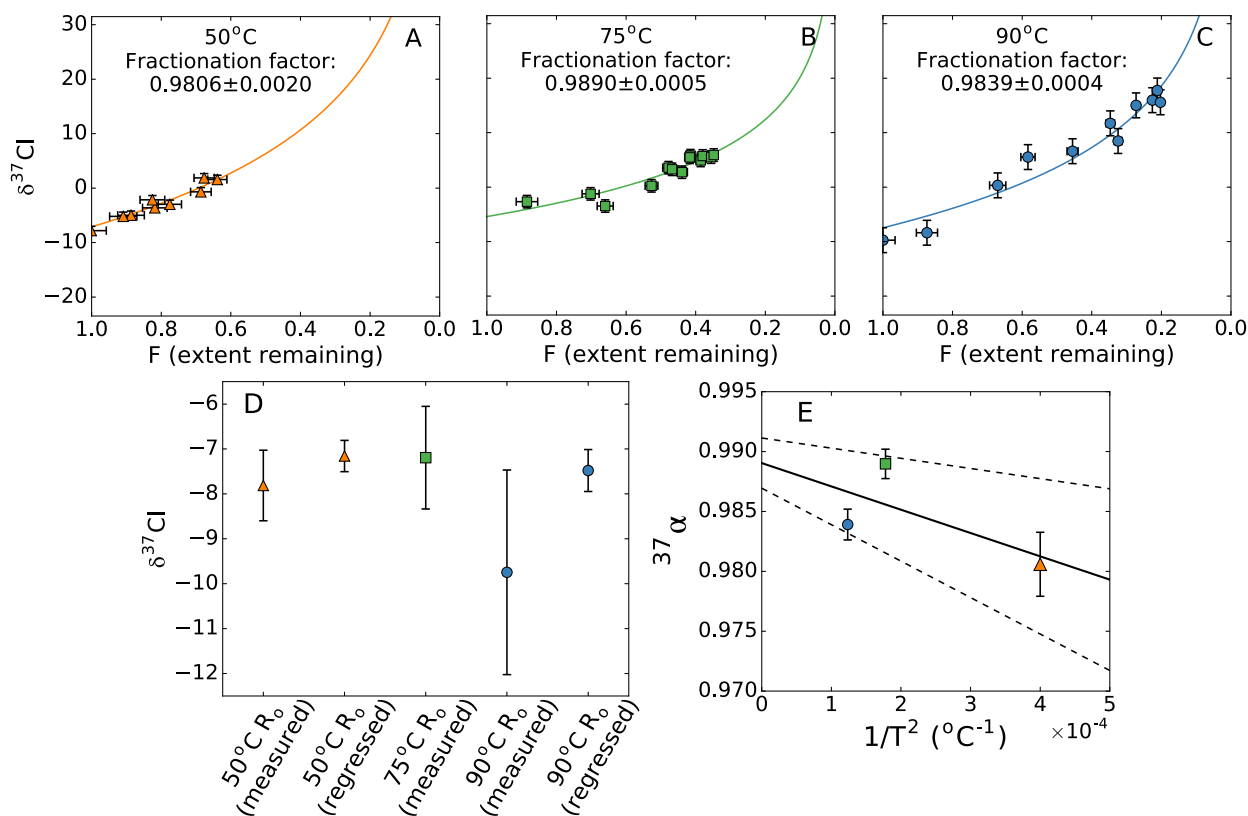 50°C
Fractionation factor:
0.9806±0.0020
A
75°C
Fractionation factor:
0.9890±0.0005
B
90°C
Fractionation factor:
0.9839±0.0004
C
δ³⁷Cl
30
20
10
0
−10
−20
1.0 0.8 0.6 0.4 0.2 0.0
F (extent remaining)
1.0 0.8 0.6 0.4 0.2 0.0
F (extent remaining)
1.0 0.8 0.6 0.4 0.2 0.0
F (extent remaining)
D
δ³⁷Cl
−6
−7
−8
−9
−10
−11
−12
50°C Rₒ
(measured)
50°C Rₒ
(regressed)
75°C Rₒ
(measured)
90°C Rₒ
(measured)
90°C Rₒ
(regressed)
E
³⁷α
0.995
0.990
0.985
0.980
0.975
0.970
0 1 2 3 4 5
×10⁻⁴
1/T² (°C⁻¹)